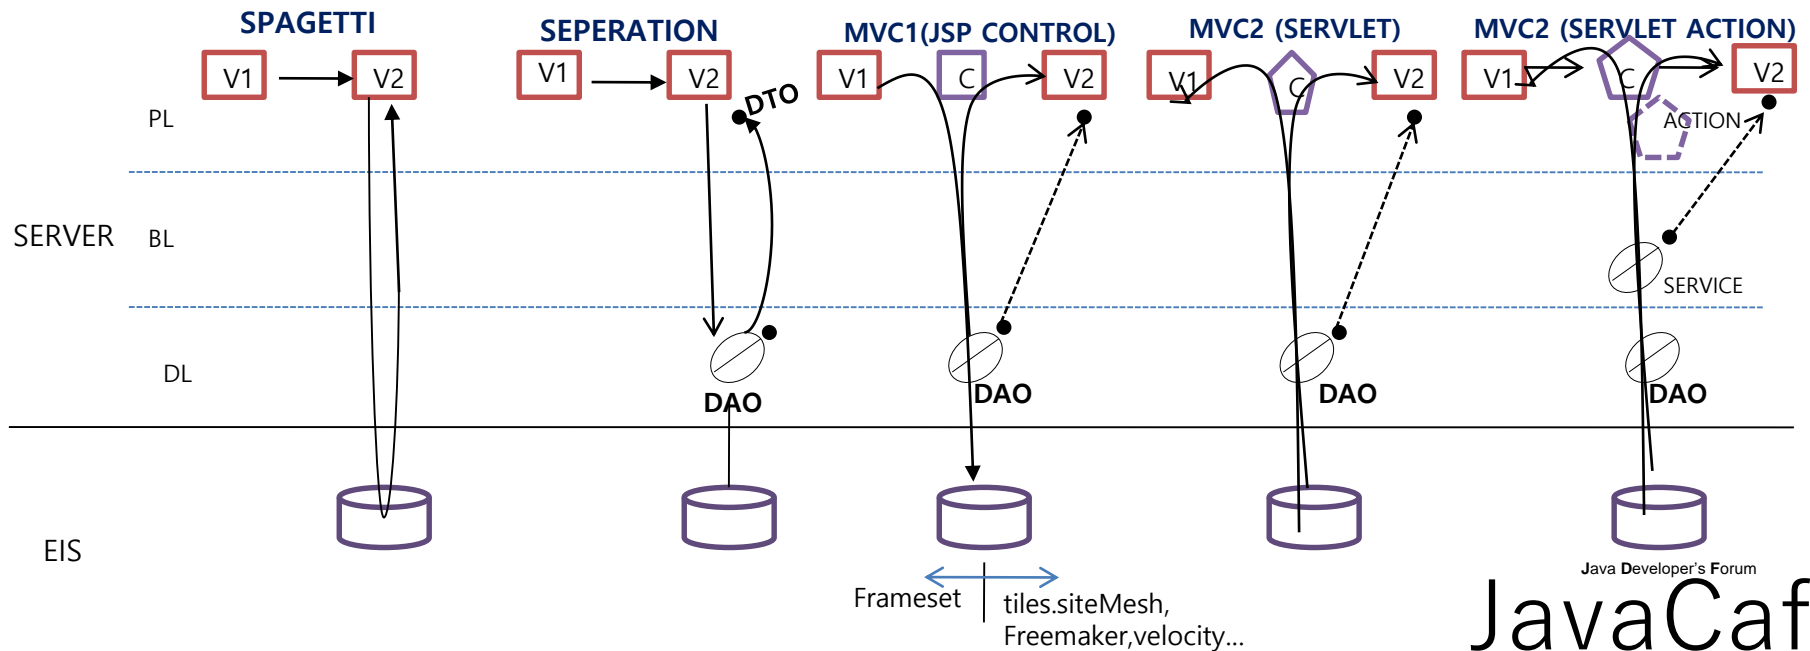 SPAGETTI
SEPERATION
MVC1(JSP CONTROL)
MVC2 (SERVLET)
MVC2 (SERVLET ACTION)
V1
V2
V1
V2
V1
C
V2
V1
C
V2
V1
C
V2
DTO
PL
ACTION
SERVER
BL
SERVICE
DL
DAO
DAO
DAO
DAO
EIS
Frameset
tiles.siteMesh,
Freemaker,velocity...
Java Developer's Forum
JavaCaf